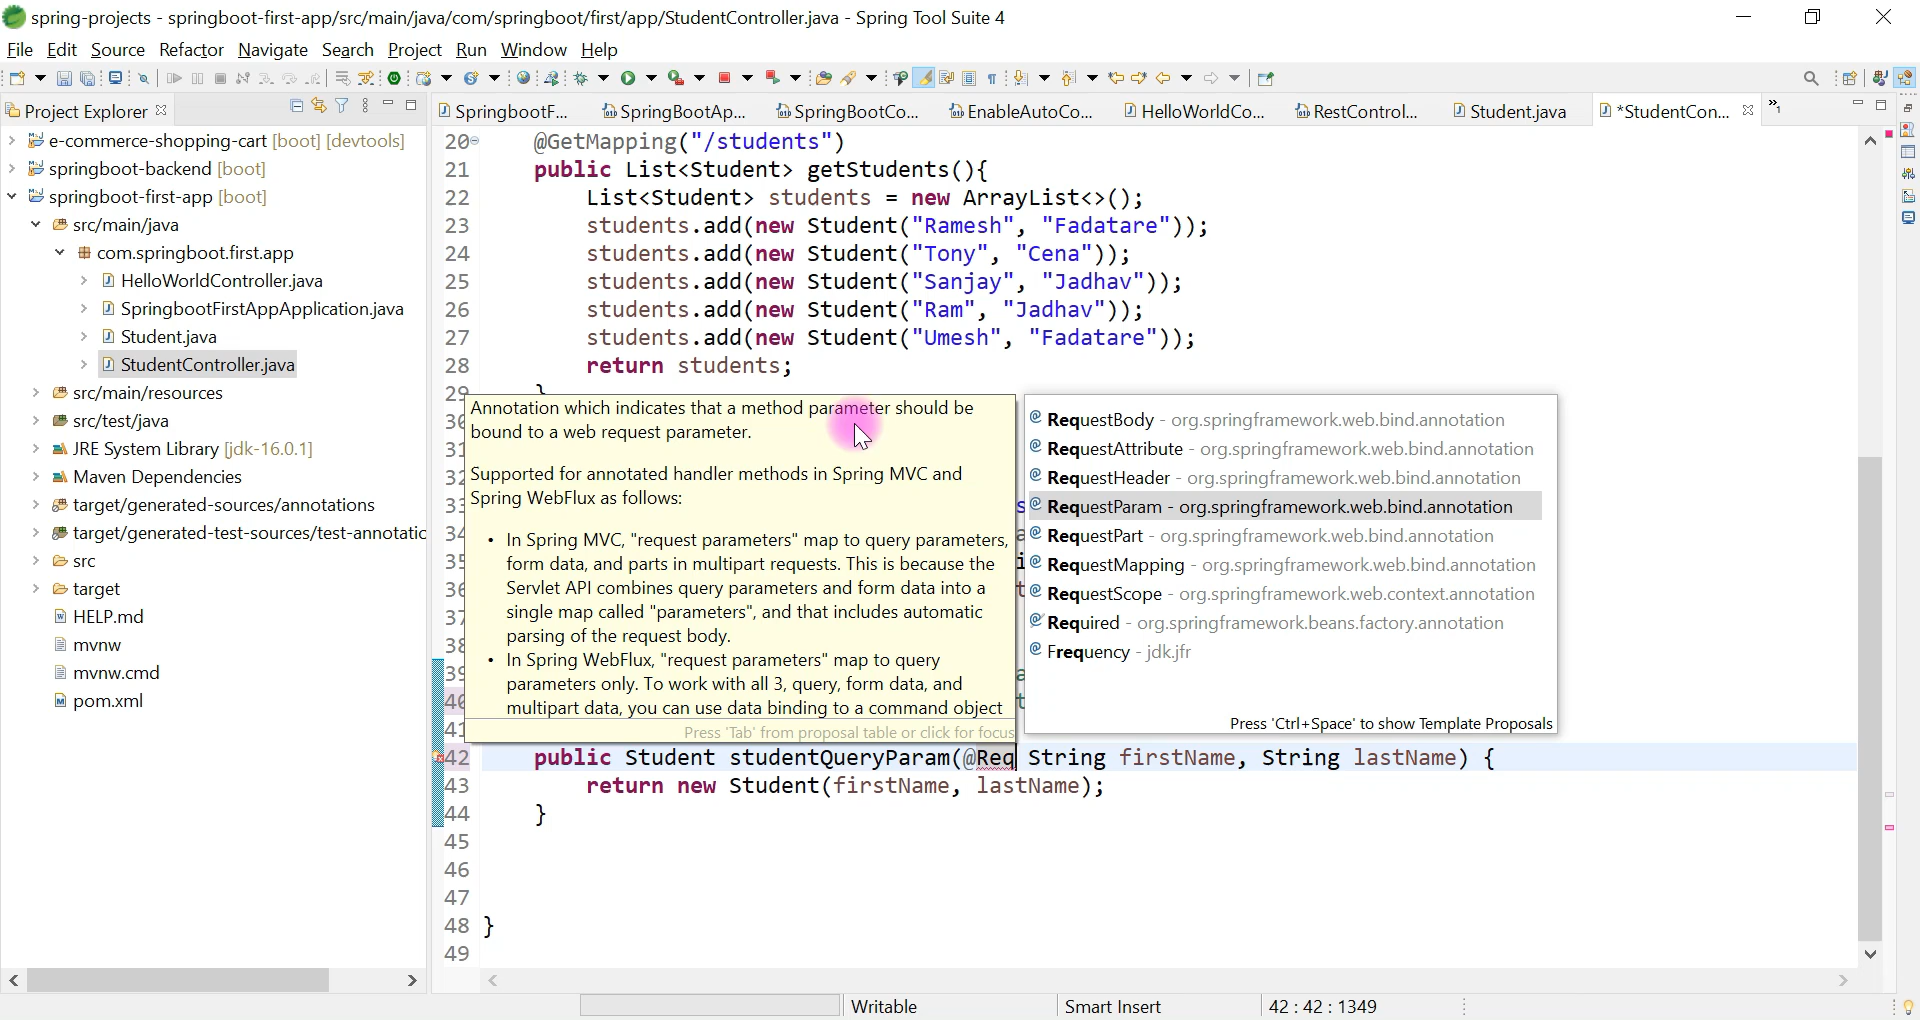 spring-projects - springboot-first-app/src/main/java/com/springboot/first/app/StudentController.java - Spring Tool Suite 4
File Edit Source Refactor Navigate Search Project Run Window Help
Project Explorer
SpringbootF... SpringBootAp... SpringBootCo... EnableAutoCo... HelloWorldCo... RestControl... Student.java *StudentCon... »1
e-commerce-shopping-cart [boot] [devtools]
springboot-backend [boot]
springboot-first-app [boot]
src/main/java
com.springboot.first.app
HelloWorldController.java
SpringbootFirstAppApplication.java
Student.java
StudentController.java
src/main/resources
src/test/java
JRE System Library [jdk-16.0.1]
Maven Dependencies
target/generated-sources/annotations
target/generated-test-sources/test-annotatic
src
target
HELP.md
mvnw
mvnw.cmd
pom.xml
20 @GetMapping("/students")
21 public List<Student> getStudents(){
22 List<Student> students = new ArrayList<>();
23 students.add(new Student("Ramesh", "Fadatare"));
24 students.add(new Student("Tony", "Cena"));
25 students.add(new Student("Sanjay", "Jadhav"));
26 students.add(new Student("Ram", "Jadhav"));
27 students.add(new Student("Umesh", "Fadatare"));
28 return students;
29 }
Annotation which indicates that a method parameter should be
bound to a web request parameter.
Supported for annotated handler methods in Spring MVC and
Spring WebFlux as follows:
• In Spring MVC, "request parameters" map to query parameters,
form data, and parts in multipart requests. This is because the
Servlet API combines query parameters and form data into a
single map called "parameters", and that includes automatic
parsing of the request body.
• In Spring WebFlux, "request parameters" map to query
parameters only. To work with all 3, query, form data, and
multipart data, you can use data binding to a command object
Press 'Tab' from proposal table or click for focus
RequestBody - org.springframework.web.bind.annotation
RequestAttribute - org.springframework.web.bind.annotation
RequestHeader - org.springframework.web.bind.annotation
RequestParam - org.springframework.web.bind.annotation
RequestPart - org.springframework.web.bind.annotation
RequestMapping - org.springframework.web.bind.annotation
RequestScope - org.springframework.web.context.annotation
Required - org.springframework.beans.factory.annotation
Frequency - jdk.jfr
Press 'Ctrl+Space' to show Template Proposals
42 public Student studentQueryParam(@Req String firstName, String lastName) {
43 return new Student(firstName, lastName);
44 }
45
46
47
48 }
49
Writable Smart Insert 42 : 42 : 1349